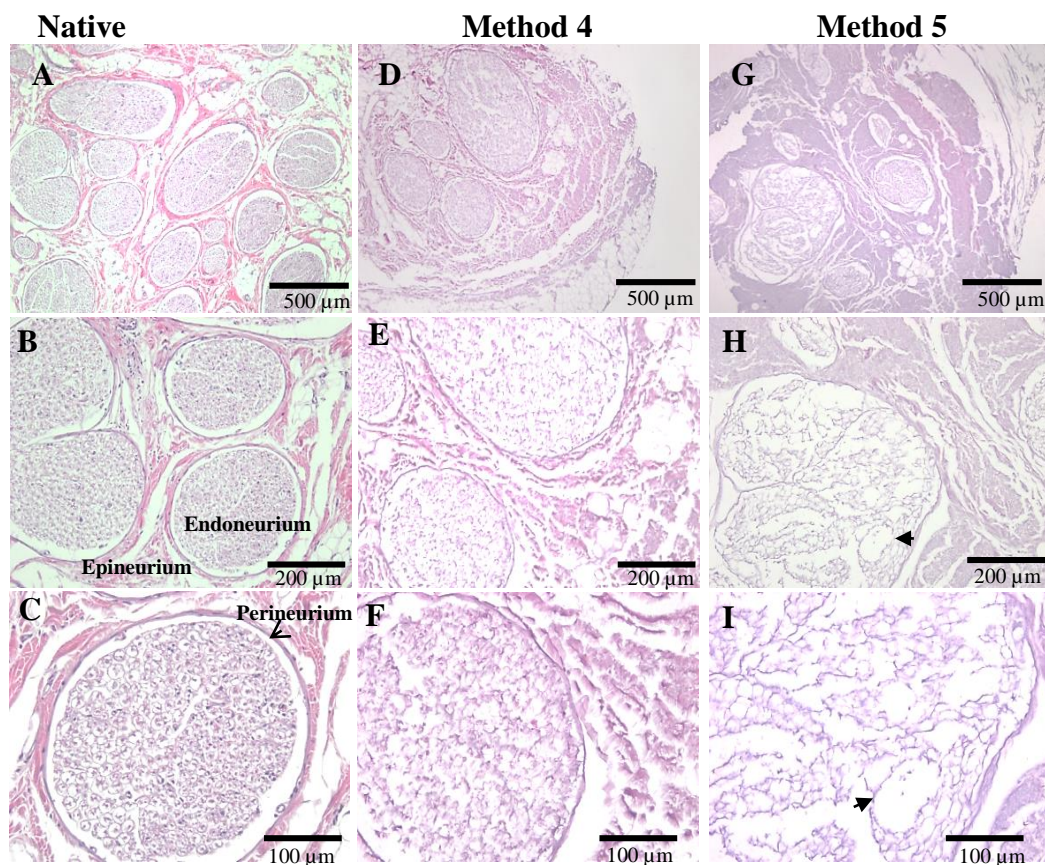 Native Method 4 Method 5
A D G
500 µm 500 µm 500 µm
B E H
Endoneurium
Epineurium
200 µm 200 µm 200 µm
C Perineurium F I
100 µm 100 µm 100 µm